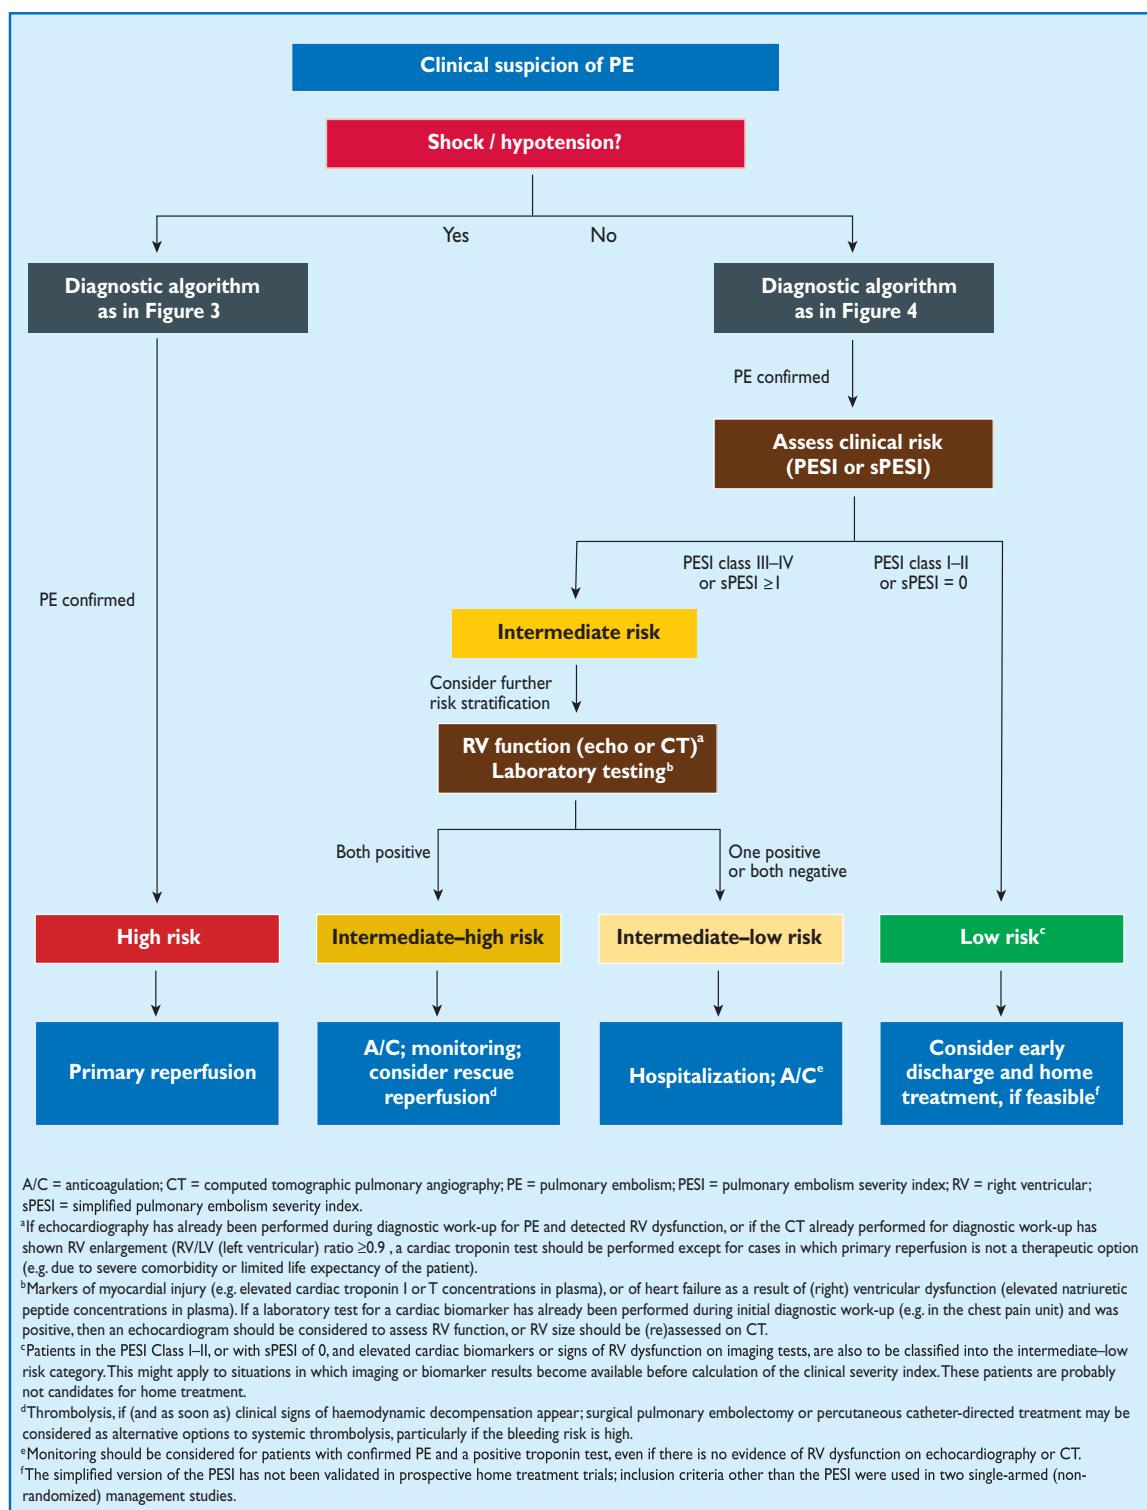 Clinical suspicion of PE
Shock / hypotension?
Yes
No
Diagnostic algorithm
as in Figure 3
Diagnostic algorithm
as in Figure 4
PE confirmed
Assess clinical risk
(PESI or sPESI)
PESI class III–IV
or sPESI ≥1
PESI class I–II
or sPESI = 0
PE confirmed
Intermediate risk
Consider further
risk stratification
RV function (echo or CT)a
Laboratory testingb
Both positive
One positive
or both negative
High risk
Intermediate–high risk
Intermediate–low risk
Low riskc
Primary reperfusion
A/C; monitoring;
consider rescue
reperfusiond
Hospitalization; A/Ce
Consider early
discharge and home
treatment, if feasiblef
A/C = anticoagulation; CT = computed tomographic pulmonary angiography; PE = pulmonary embolism; PESI = pulmonary embolism severity index; RV = right ventricular;
sPESI = simplified pulmonary embolism severity index.
aIf echocardiography has already been performed during diagnostic work-up for PE and detected RV dysfunction, or if the CT already performed for diagnostic work-up has
shown RV enlargement (RV/LV (left ventricular) ratio ≥0.9 , a cardiac troponin test should be performed except for cases in which primary reperfusion is not a therapeutic option
(e.g. due to severe comorbidity or limited life expectancy of the patient).
bMarkers of myocardial injury (e.g. elevated cardiac troponin I or T concentrations in plasma), or of heart failure as a result of (right) ventricular dysfunction (elevated natriuretic
peptide concentrations in plasma). If a laboratory test for a cardiac biomarker has already been performed during initial diagnostic work-up (e.g. in the chest pain unit) and was
positive, then an echocardiogram should be considered to assess RV function, or RV size should be (re)assessed on CT.
cPatients in the PESI Class I–II, or with sPESI of 0, and elevated cardiac biomarkers or signs of RV dysfunction on imaging tests, are also to be classified into the intermediate–low
risk category. This might apply to situations in which imaging or biomarker results become available before calculation of the clinical severity index. These patients are probably
not candidates for home treatment.
dThrombolysis, if (and as soon as) clinical signs of haemodynamic decompensation appear; surgical pulmonary embolectomy or percutaneous catheter-directed treatment may be
considered as alternative options to systemic thrombolysis, particularly if the bleeding risk is high.
eMonitoring should be considered for patients with confirmed PE and a positive troponin test, even if there is no evidence of RV dysfunction on echocardiography or CT.
fThe simplified version of the PESI has not been validated in prospective home treatment trials; inclusion criteria other than the PESI were used in two single-armed (non-
randomized) management studies.